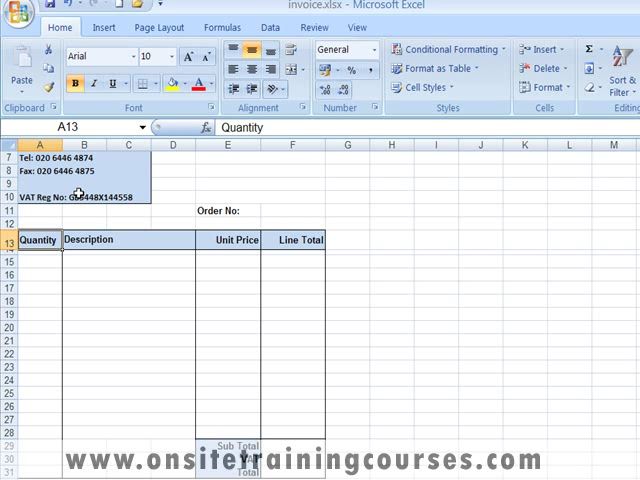 invoice.xlsx - Microsoft Excel
Home Insert Page Layout Formulas Data Review View
Arial 10 A A General Conditional Formatting Insert Σ
Paste B I U A % , Format as Table Delete Sort &
Cell Styles Format Filter
Clipboard Font Alignment Number Styles Cells Editing
A13 fx Quantity
A B C D E F G H I J K L M
7 Tel: 020 6446 4874
8 Fax: 020 6446 4875
9
10 VAT Reg No: GB5448X144558
11 Order No:
12
13 Quantity Description Unit Price Line Total
14
15
16
17
18
19
20
21
22
23
24
25
26
27
28
29 Sub Total
30 VAT
31 Total
www.onsitetrainingcourses.com